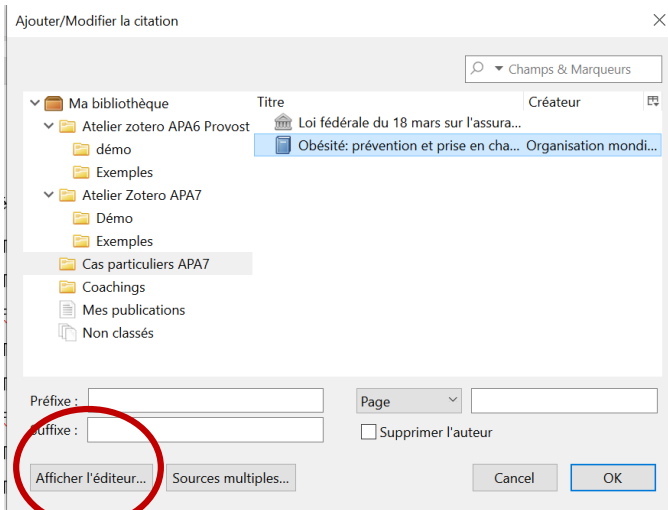 Ajouter/Modifier la citation
Champs & Marqueurs
Ma bibliothèque
Atelier zotero APA6 Provost
démo
Exemples
Atelier Zotero APA7
Démo
Exemples
Cas particuliers APA7
Coachings
Mes publications
Non classés
Titre Créateur
Loi fédérale du 18 mars sur l'assura...
Obésité: prévention et prise en cha... Organisation mondi...
Préfixe :
Page
Suffixe :
Supprimer l'auteur
Afficher l'éditeur... Sources multiples... Cancel OK